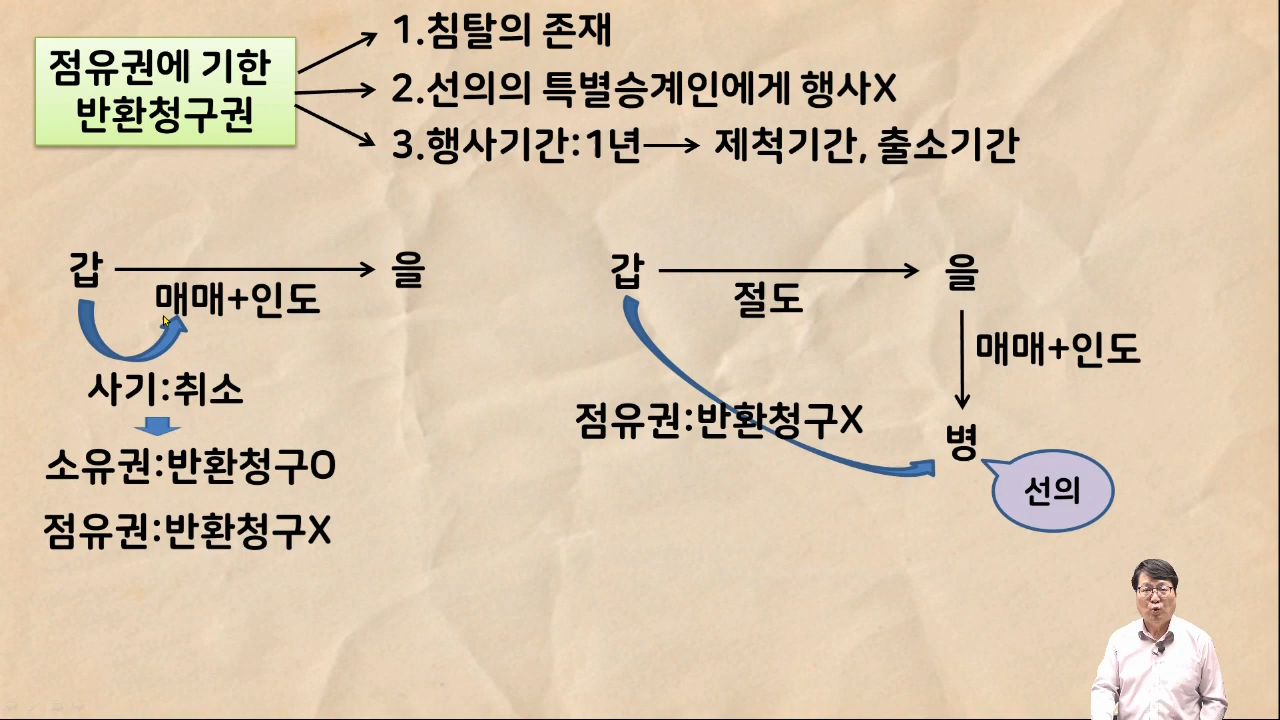 점유권에 기한
반환청구권
1.침탈의 존재
2.선의의 특별승계인에게 행사X
3.행사기간:1년 제척기간, 출소기간
갑 을
매매+인도
사기:취소
소유권:반환청구O
점유권:반환청구X
갑 을
절도
매매+인도
점유권:반환청구X
병
선의